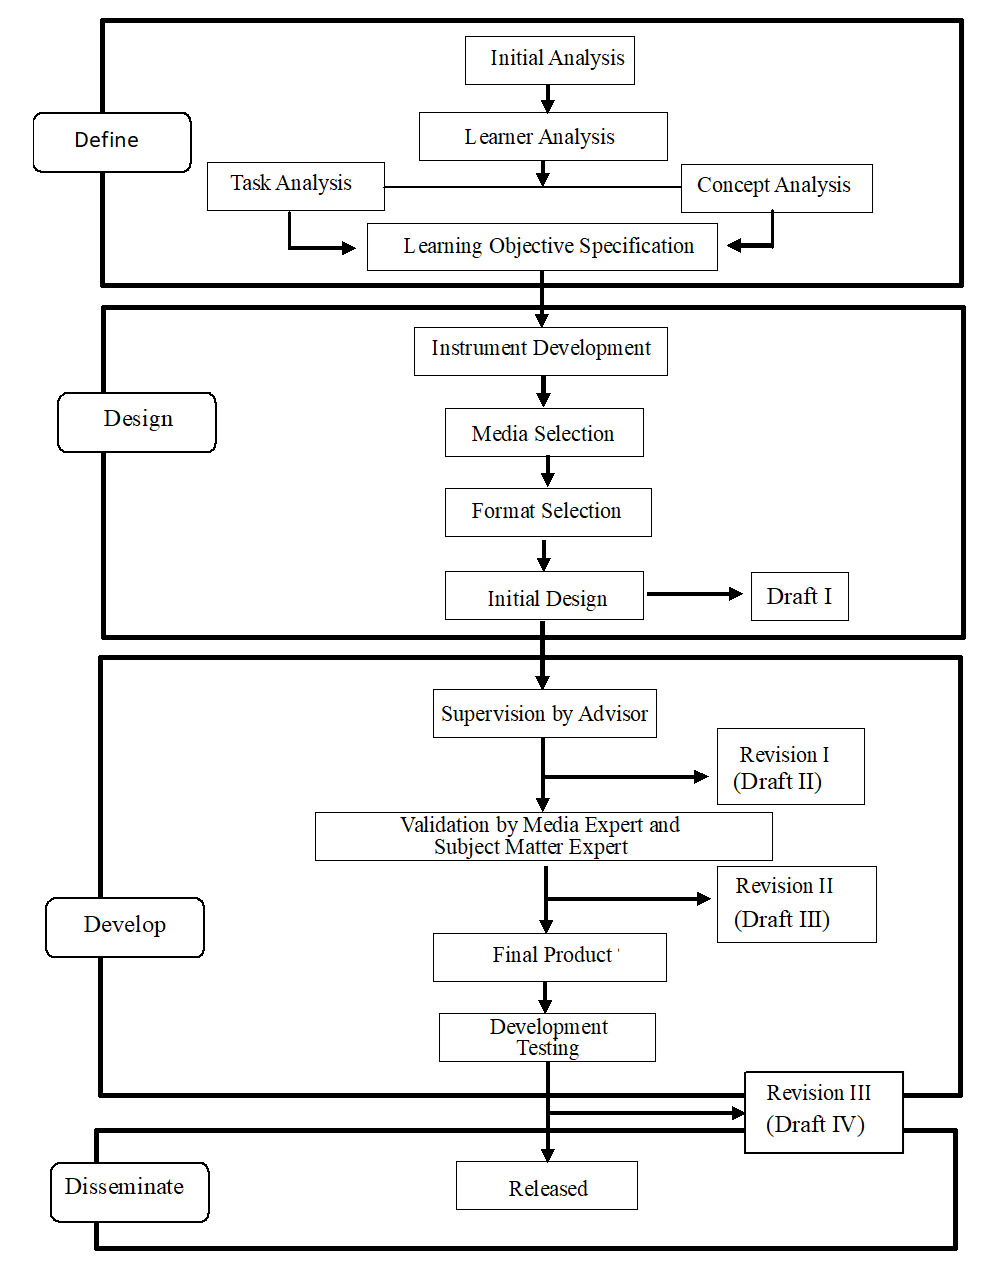 Initial Analysis
Define
Learner Analysis
Task Analysis
Concept Analysis
Learning Objective Specification
Instrument Development
Design
Media Selection
Format Selection
Initial Design
Draft I
Supervision by Advisor
Revision I
(Draft II)
Validation by Media Expert and
Subject Matter Expert
Revision II
(Draft III)
Develop
Final Product
Development
Testing
Revision III
(Draft IV)
Disseminate
Released